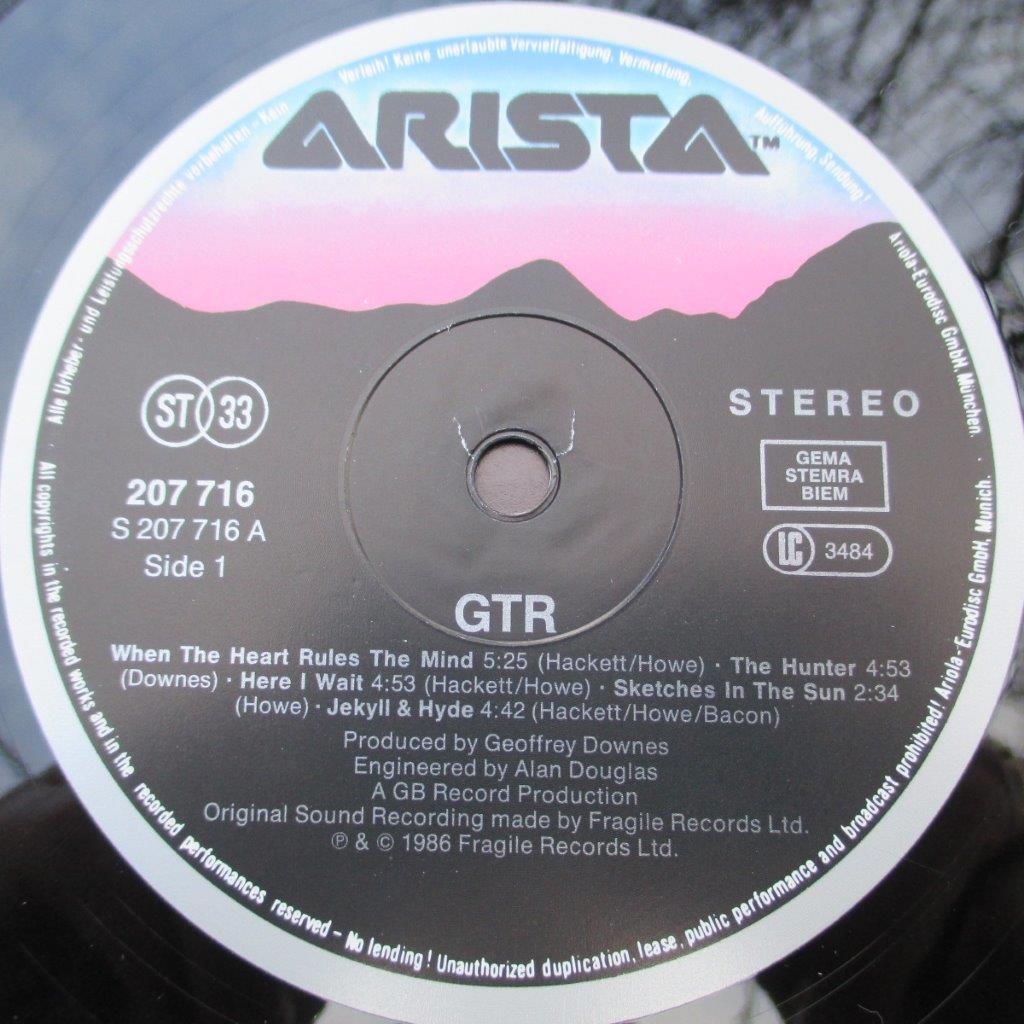 Alle Urheber- und Leistungsschutzrechte vorbehalten - Kein Verleih! Keine unerlaubte Vervielfältigung, Vermietung, Aufführung, Sendung!
ARISTA™
Ariola-Eurodisc GmbH, München.
ST 33
STEREO
207 716
S 207 716 A
Side 1
GEMA
STEMRA
BIEM
LC 3484
GTR
When The Heart Rules The Mind 5:25 (Hackett/Howe) · The Hunter 4:53
(Downes) · Here I Wait 4:53 (Hackett/Howe) · Sketches In The Sun 2:34
(Howe) · Jekyll & Hyde 4:42 (Hackett/Howe/Bacon)
Produced by Geoffrey Downes
Engineered by Alan Douglas
A GB Record Production
Original Sound Recording made by Fragile Records Ltd.
℗ & © 1986 Fragile Records Ltd.
All copyrights in the recorded works and in the recorded performances reserved - No lending! Unauthorized duplication, lease, public performance and broadcast prohibited! Ariola-Eurodisc GmbH, Munich.